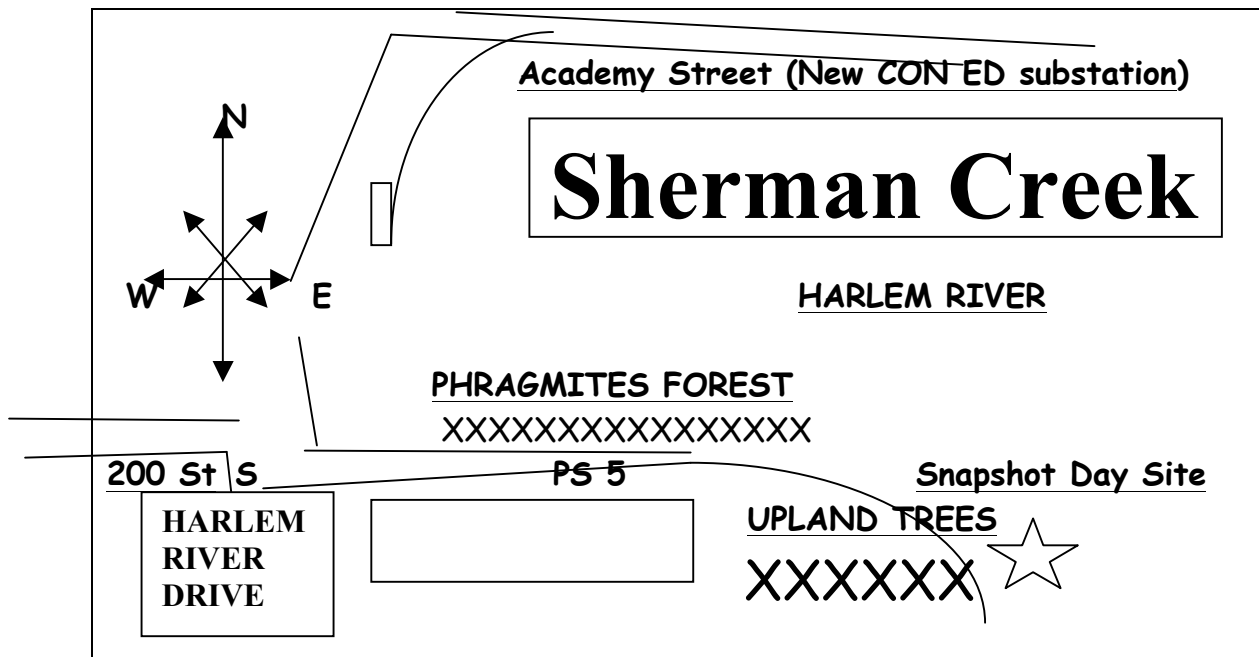 Academy Street (New CON ED substation)
N
Sherman Creek
W
E
HARLEM RIVER
PHRAGMITES FOREST
XXXXXXXXXXXXXXXX
200 St S
PS 5
Snapshot Day Site
HARLEM
RIVER
DRIVE
UPLAND TREES
XXXXXX